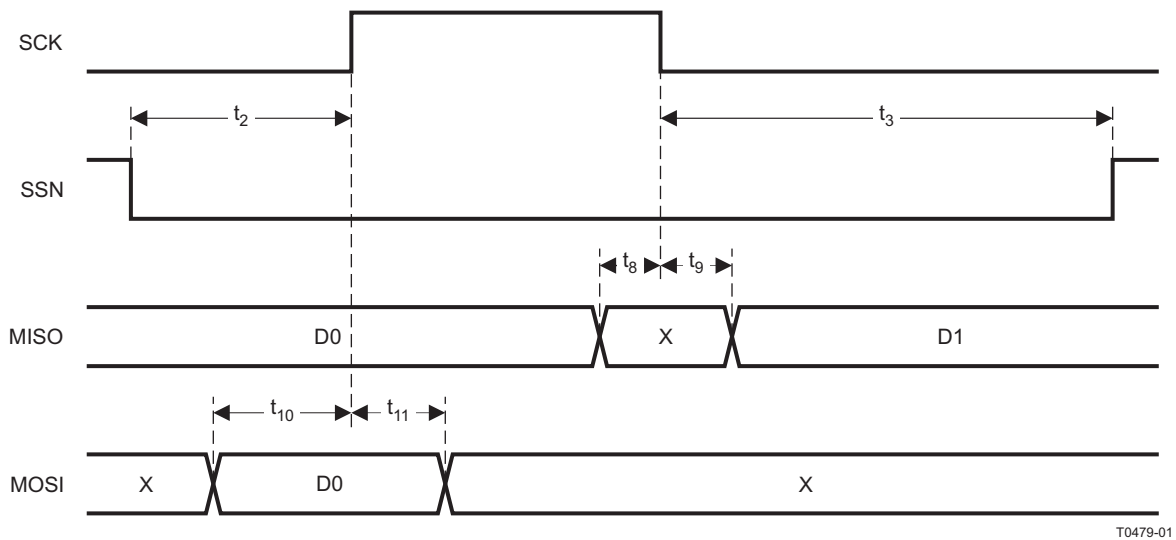 SCK
t2
t3
SSN
t8
t9
MISO
D0
X
D1
t10
t11
MOSI
X
D0
X
T0479-01